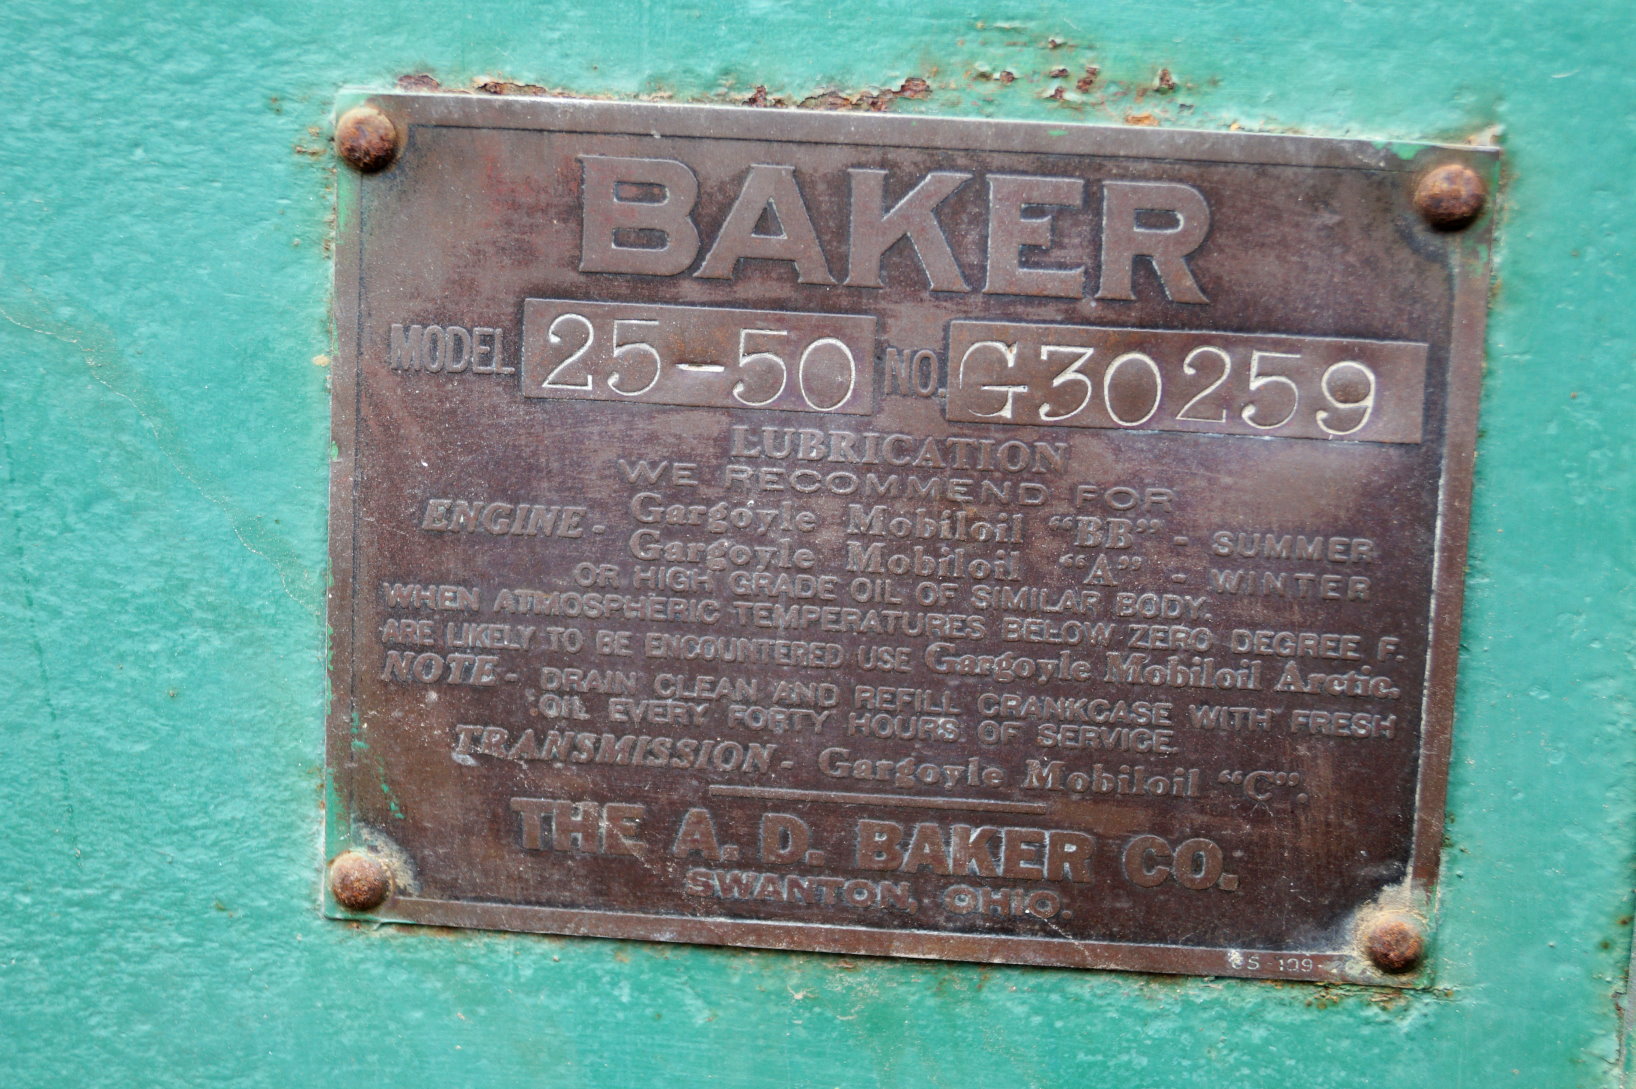 BAKER
MODEL 25-50 NO. G30259
LUBRICATION
WE RECOMMEND FOR
ENGINE - Gargoyle Mobiloil "BB" - SUMMER
Gargoyle Mobiloil "A" - WINTER
OR HIGH GRADE OIL OF SIMILAR BODY.
WHEN ATMOSPHERIC TEMPERATURES BELOW ZERO DEGREE F.
ARE LIKELY TO BE ENCOUNTERED USE Gargoyle Mobiloil Arctic.
NOTE - DRAIN CLEAN AND REFILL CRANKCASE WITH FRESH
OIL EVERY FORTY HOURS OF SERVICE.
TRANSMISSION - Gargoyle Mobiloil "C".
THE A. D. BAKER CO.
SWANTON, OHIO.